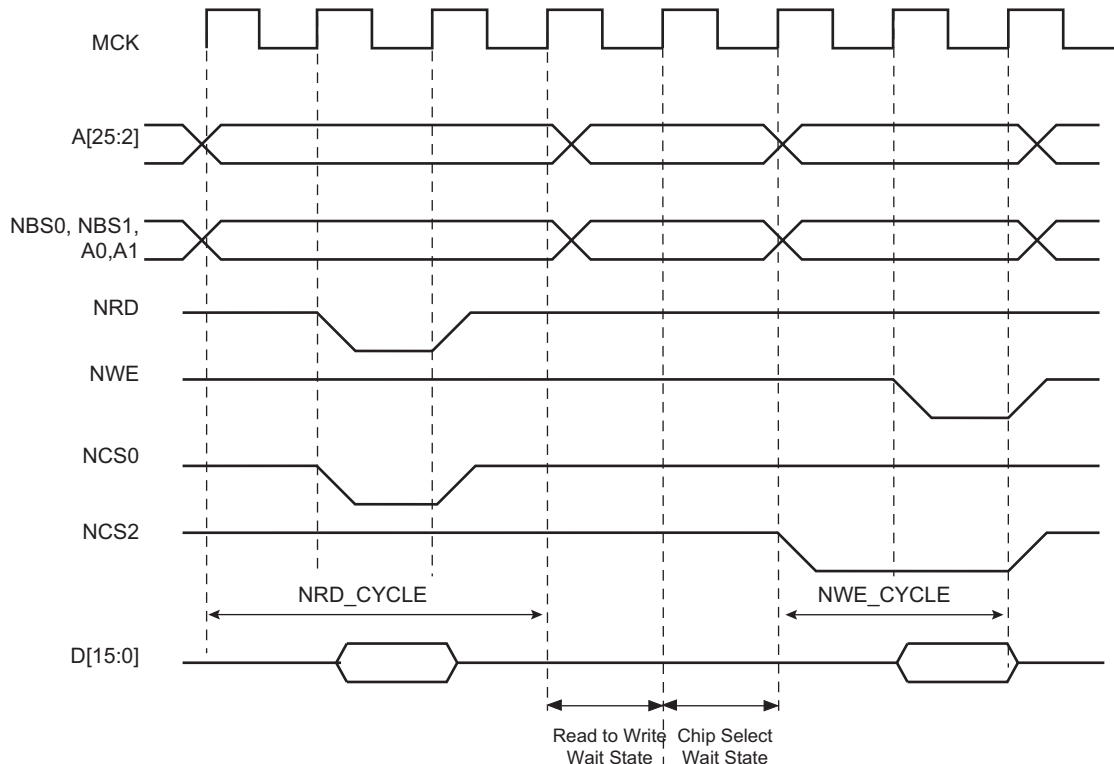 MCK
A[25:2]
NBS0, NBS1,
A0,A1
NRD
NWE
NCS0
NCS2
NRD_CYCLE
NWE_CYCLE
D[15:0]
Read to Write
Wait State
Chip Select
Wait State